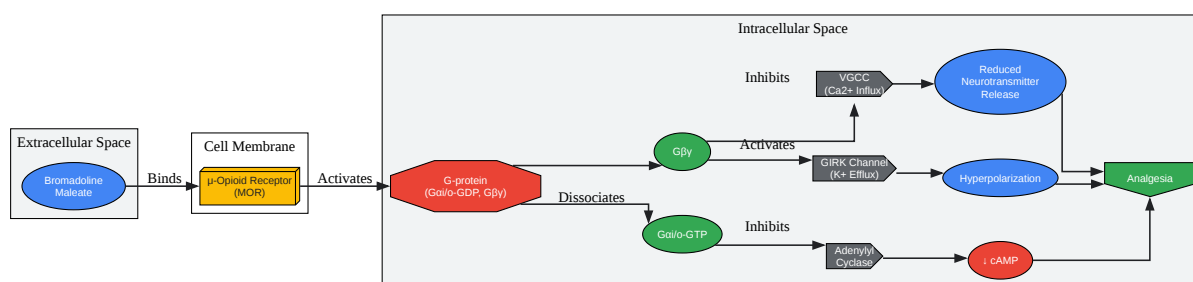 Intracellular Space
Extracellular Space
Bromadoline
Maleate
Binds
Cell Membrane
μ-Opioid Receptor
(MOR)
Activates
G-protein
(Gαi/o-GDP, Gβγ)
Dissociates
Gβγ
Gαi/o-GTP
Inhibits
Activates
Inhibits
VGCC
(Ca2+ Influx)
GIRK Channel
(K+ Efflux)
Adenylyl
Cyclase
Reduced
Neurotransmitter
Release
Hyperpolarization
↓ cAMP
Analgesia